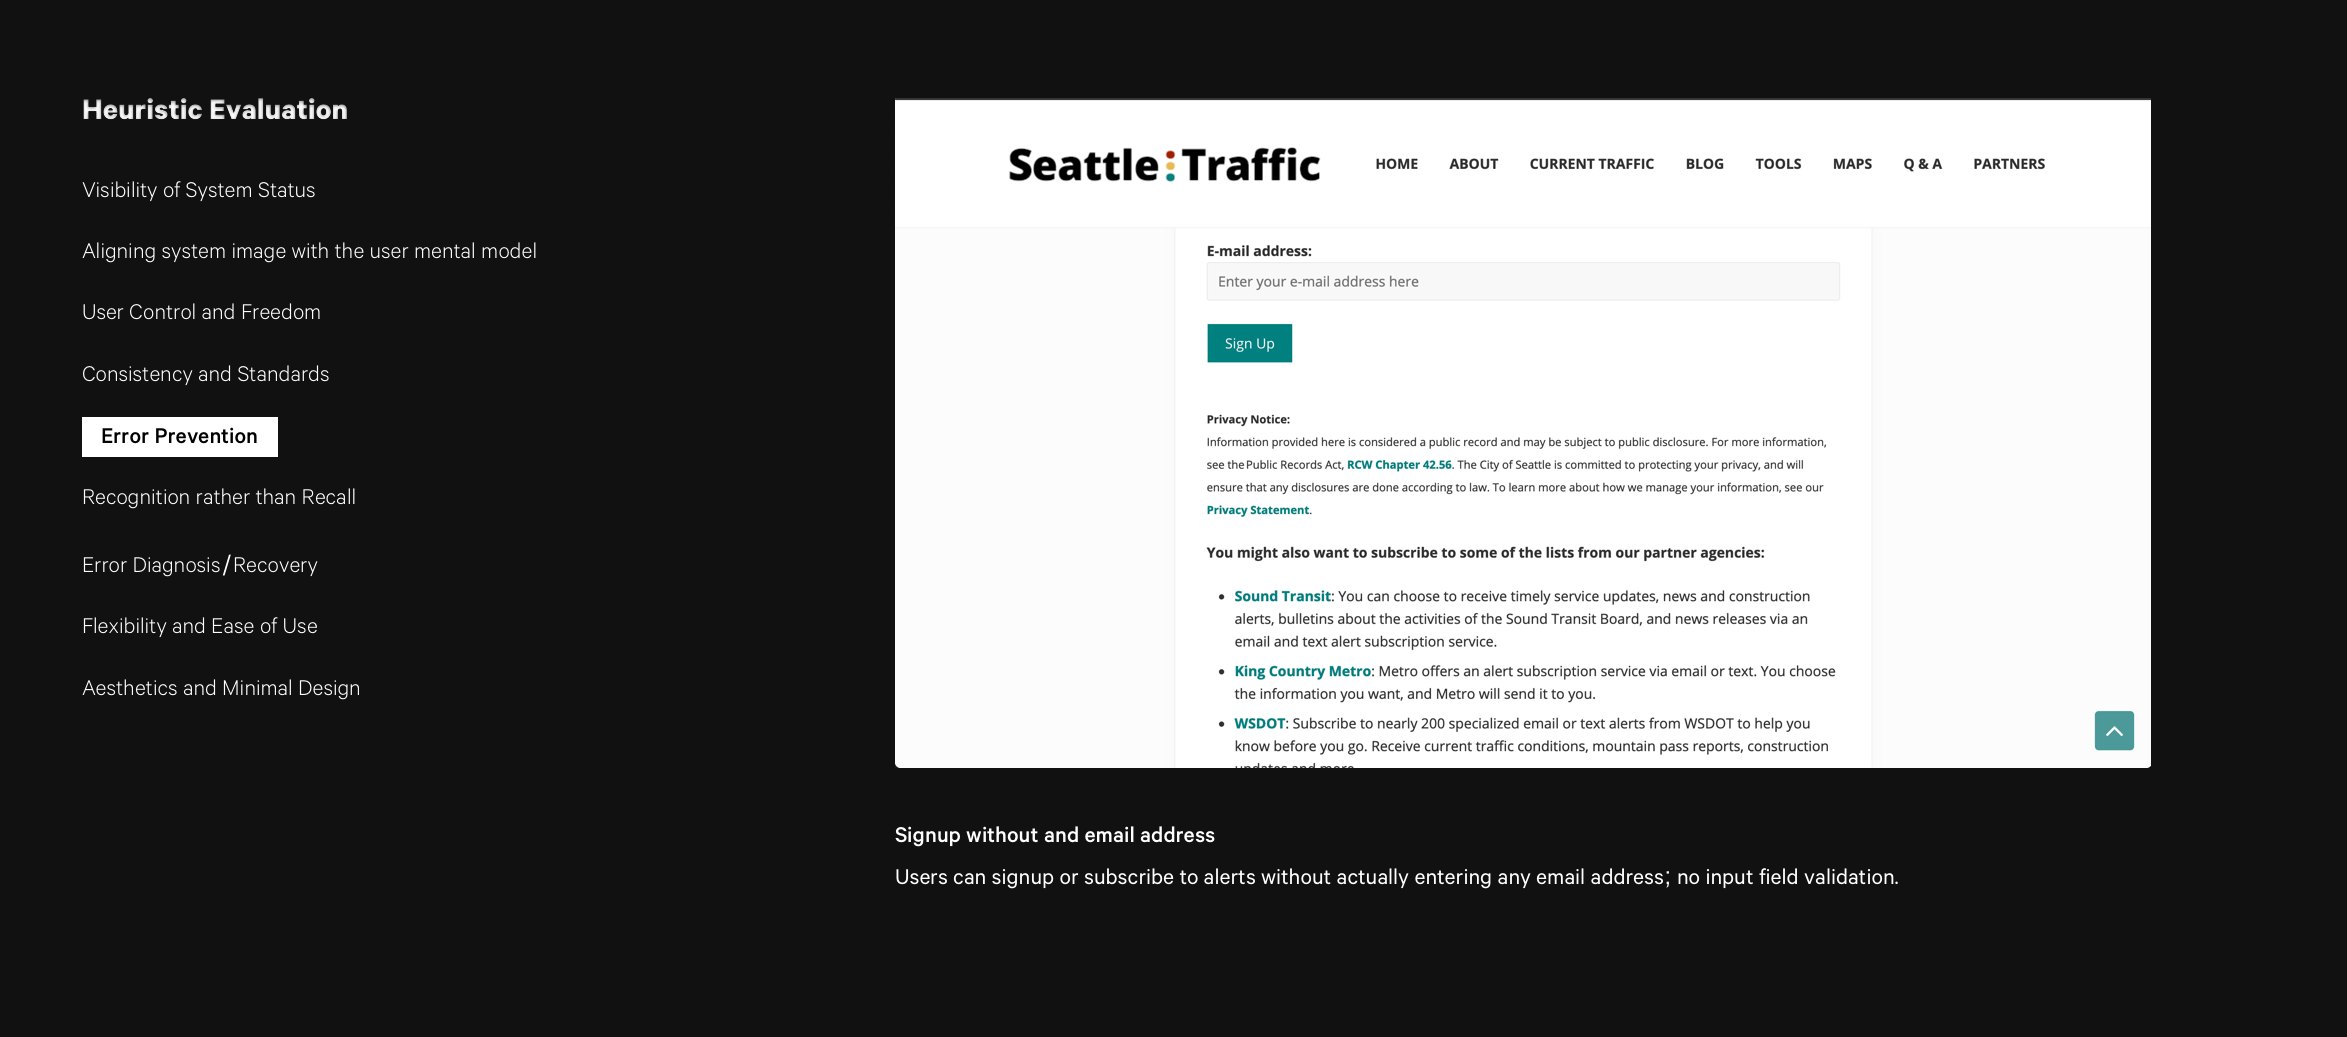 Heuristic Evaluation
Visibility of System Status
Aligning system image with the user mental model
User Control and Freedom
Consistency and Standards
Error Prevention
Recognition rather than Recall
Error Diagnosis/Recovery
Flexibility and Ease of Use
Aesthetics and Minimal Design
Seattle Traffic
HOME ABOUT CURRENT TRAFFIC BLOG TOOLS MAPS Q & A PARTNERS
E-mail address:
Enter your e-mail address here
Sign Up
Privacy Notice:
Information provided here is considered a public record and may be subject to public disclosure. For more information,
see the Public Records Act, RCW Chapter 42.56. The City of Seattle is committed to protecting your privacy, and will
ensure that any disclosures are done according to law. To learn more about how we manage your information, see our
Privacy Statement.
You might also want to subscribe to some of the lists from our partner agencies:
• Sound Transit: You can choose to receive timely service updates, news and construction
alerts, bulletins about the activities of the Sound Transit Board, and news releases via an
email and text alert subscription service.
• King Country Metro: Metro offers an alert subscription service via email or text. You choose
the information you want, and Metro will send it to you.
• WSDOT: Subscribe to nearly 200 specialized email or text alerts from WSDOT to help you
know before you go. Receive current traffic conditions, mountain pass reports, construction
updates and more.
Signup without and email address
Users can signup or subscribe to alerts without actually entering any email address; no input field validation.